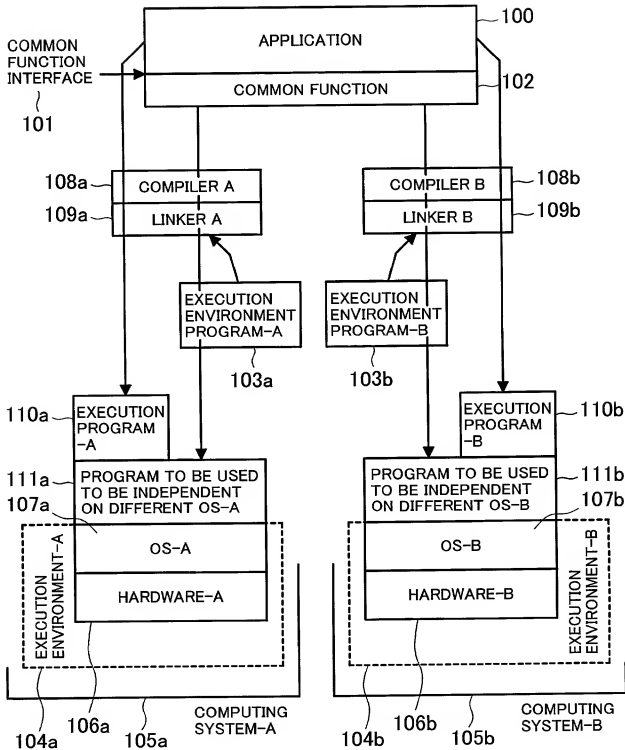 100
APPLICATION
COMMON
FUNCTION
INTERFACE
101
102
COMMON FUNCTION
108a
COMPILER A
109a
LINKER A
COMPILER B
108b
LINKER B
109b
EXECUTION
ENVIRONMENT
PROGRAM-A
103a
EXECUTION
ENVIRONMENT
PROGRAM-B
103b
110a
EXECUTION
PROGRAM
-A
EXECUTION
PROGRAM
-B
110b
111a
PROGRAM TO BE USED
TO BE INDEPENDENT
ON DIFFERENT OS-A
107a
OS-A
HARDWARE-A
EXECUTION
ENVIRONMENT-A
PROGRAM TO BE USED
TO BE INDEPENDENT
ON DIFFERENT OS-B
111b
107b
OS-B
HARDWARE-B
EXECUTION
ENVIRONMENT-B
104a
106a
105a
COMPUTING
SYSTEM-A
104b
106b
105b
COMPUTING
SYSTEM-B